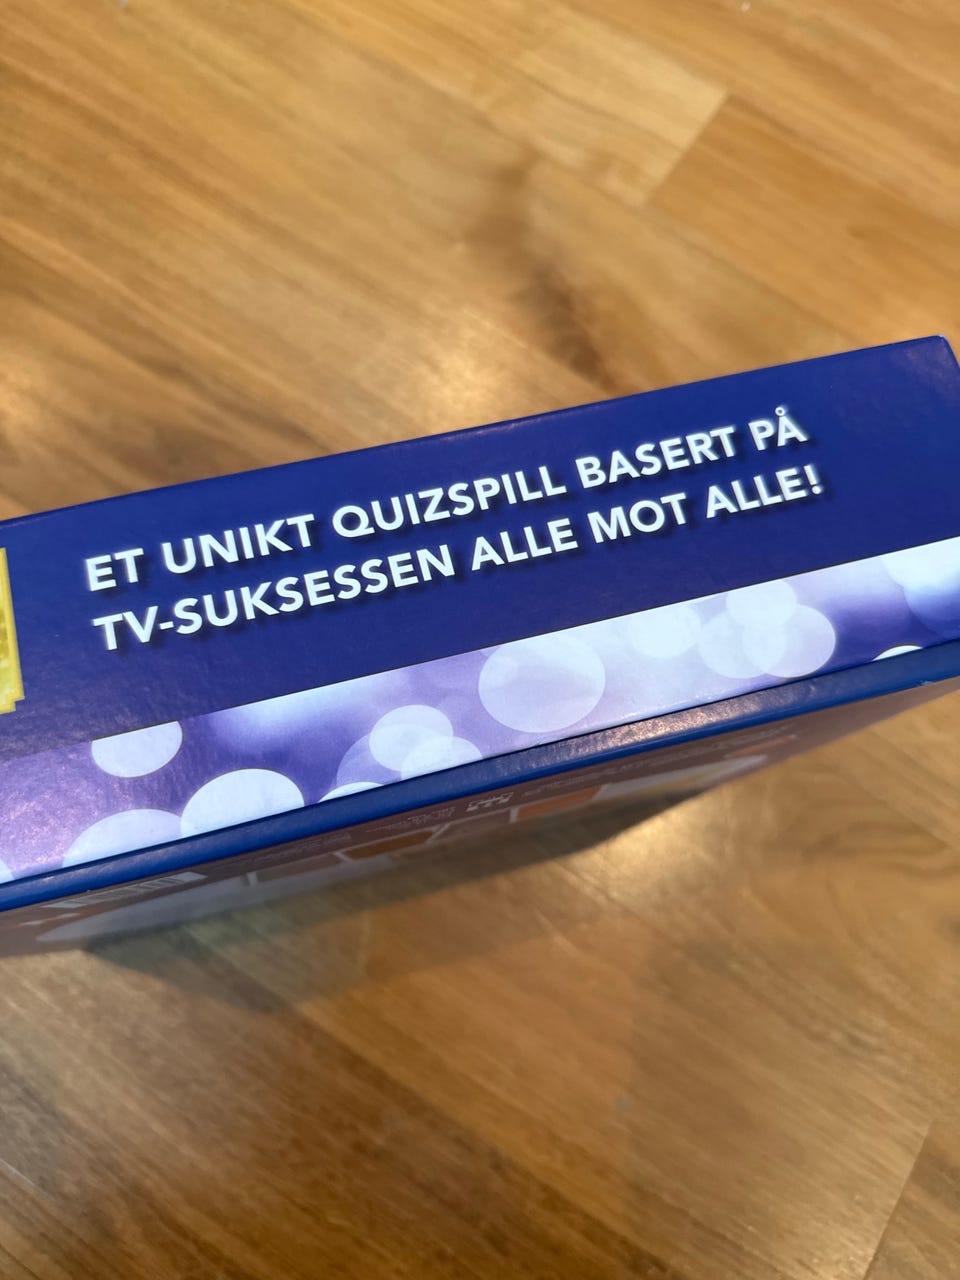 ET UNIKT QUIZSPILL BASERT PÅ
TV-SUKSESSEN ALLE MOT ALLE!